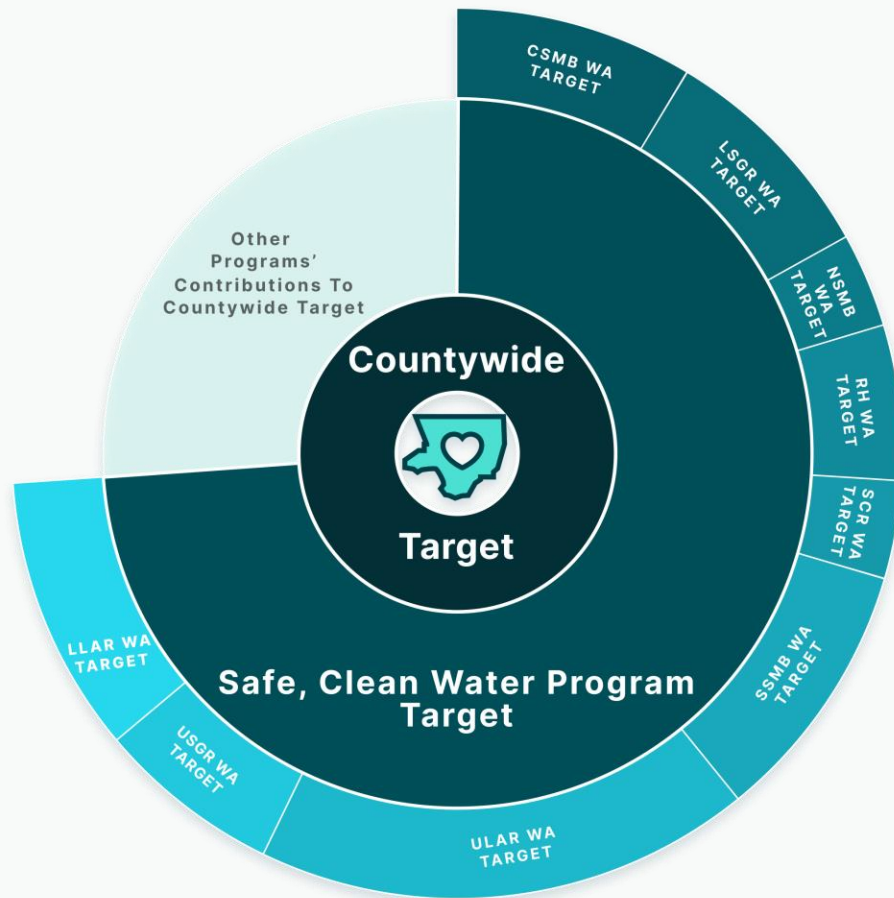 CSMB WA
TARGET
LSGR WA
TARGET
NSMB
WA
TARGET
RH WA
TARGET
SCR WA
TARGET
SSMB WA
TARGET
ULAR WA
TARGET
USGR WA
TARGET
LLAR WA
TARGET
Other
Programs’
Contributions To
Countywide Target
Countywide
Target
Safe, Clean Water Program
Target